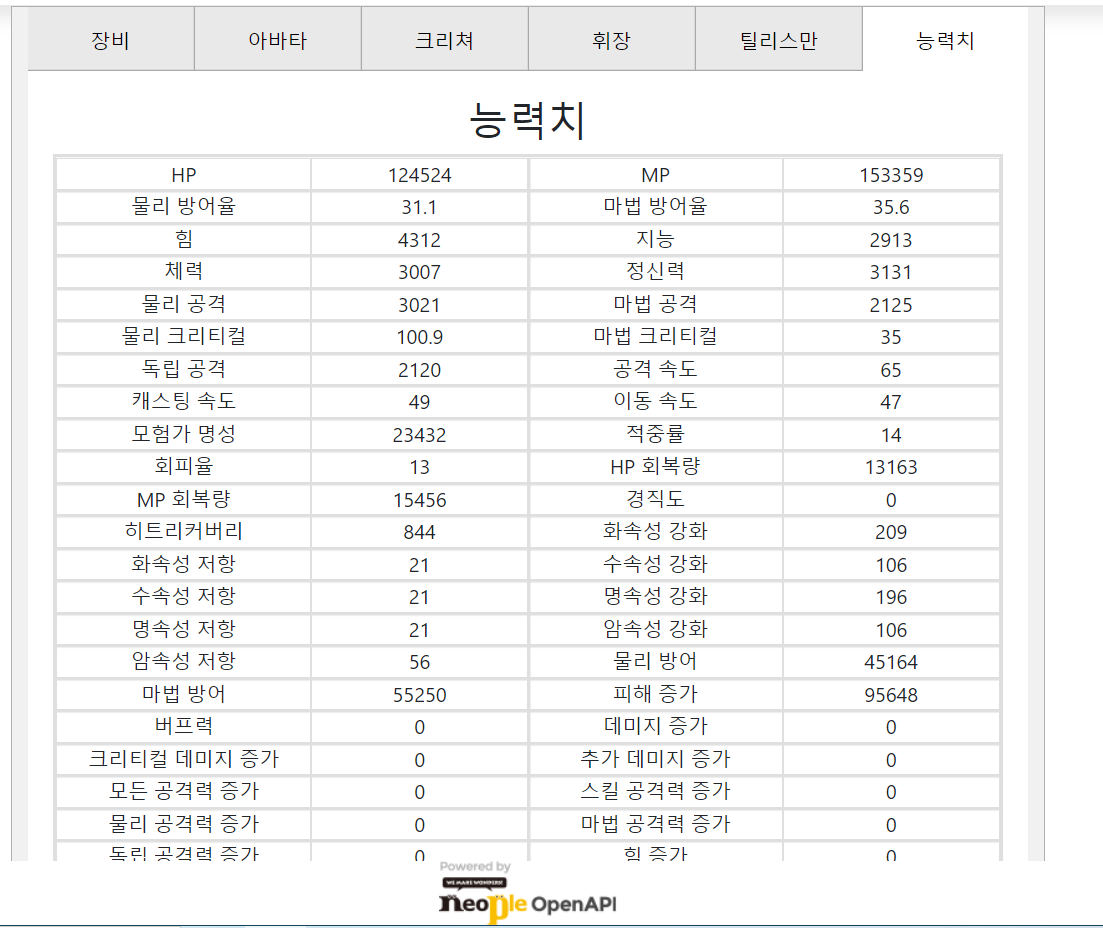 장비 아바타 크리쳐 휘장 탈리스만 능력치
능력치
HP 124524 MP 153359
물리 방어율 31.1 마법 방어율 35.6
힘 4312 지능 2913
체력 3007 정신력 3131
물리 공격 3021 마법 공격 2125
물리 크리티컬 100.9 마법 크리티컬 35
독립 공격 2120 공격 속도 65
캐스팅 속도 49 이동 속도 47
모험가 명성 23432 적중률 14
회피율 13 HP 회복량 13163
MP 회복량 15456 경직도 0
히트리커버리 844 화속성 강화 209
화속성 저항 21 수속성 강화 106
수속성 저항 21 명속성 강화 196
명속성 저항 21 암속성 강화 106
암속성 저항 56 물리 방어 45164
마법 방어 55250 피해 증가 95648
버프력 0 데미지 증가 0
크리티컬 데미지 증가 0 추가 데미지 증가 0
모든 공격력 증가 0 스킬 공격력 증가 0
물리 공격력 증가 0 마법 공격력 증가 0
독립 공격력 증가 0 힘 증가 0
Powered by
WE MAKE WONDERS!
neople OpenAPI